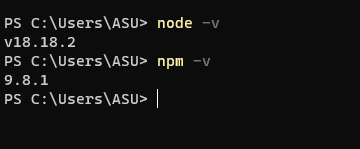 PS C:\Users\ASU> node -v
v18.18.2
PS C:\Users\ASU> npm -v
9.8.1
PS C:\Users\ASU>